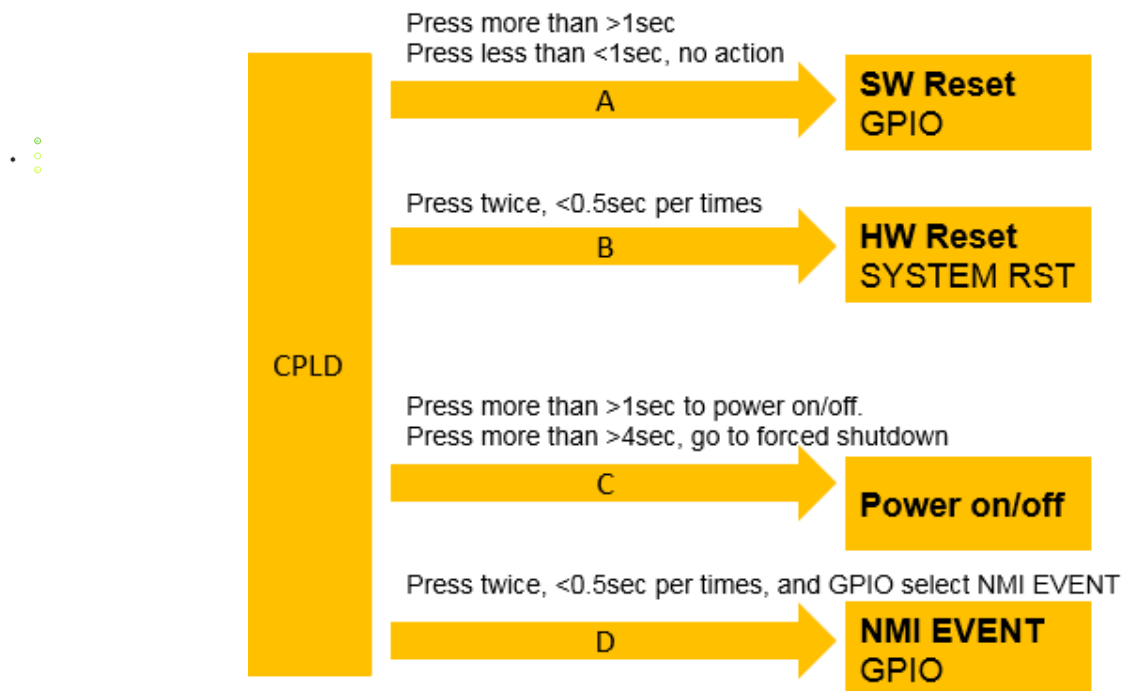 Press more than >1sec
Press less than <1sec, no action
A
SW Reset
GPIO
Press twice, <0.5sec per times
B
HW Reset
SYSTEM RST
CPLD
Press more than >1sec to power on/off.
Press more than >4sec, go to forced shutdown
C
Power on/off
Press twice, <0.5sec per times, and GPIO select NMI EVENT
D
NMI EVENT
GPIO